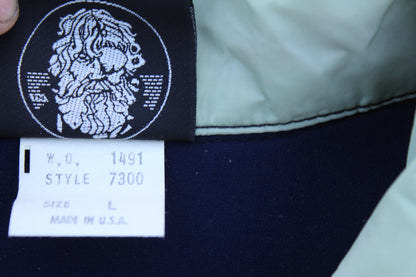 W.O. 1491
STYLE 7300
SIZE L
MADE IN U.S.A.